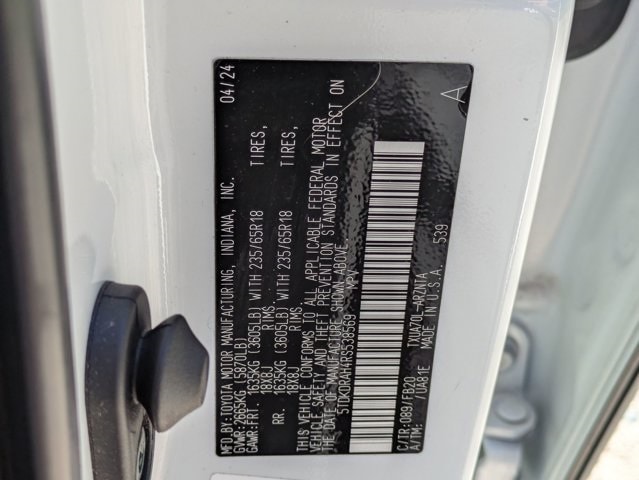 MFD.BY:TOYOTA MOTOR MANUFACTURING, INDIANA, INC. 04/24
GVWR:2665KG (5870LB)
GAWR:FRT. 1635KG (3605LB) WITH 235/65R18 TIRES,
18X8J RIMS
RR. 1635KG (3605LB) WITH 235/65R18 TIRES,
18X8J RIMS
THIS VEHICLE CONFORMS TO ALL APPLICABLE FEDERAL MOTOR
VEHICLE SAFETY AND THEFT PREVENTION STANDARDS IN EFFECT ON
THE DATE OF MANUFACTURE SHOWN ABOVE.
MPV
C/TR:089/FB20 TXUA70L-ARZNTA
A/TM: /UA81E MADE IN U.S.A. 539
A